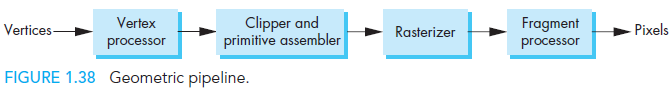 Vertices
Vertex
processor
Clipper and
primitive assembler
Rasterizer
Fragment
processor
Pixels
FIGURE 1.38 Geometric pipeline.